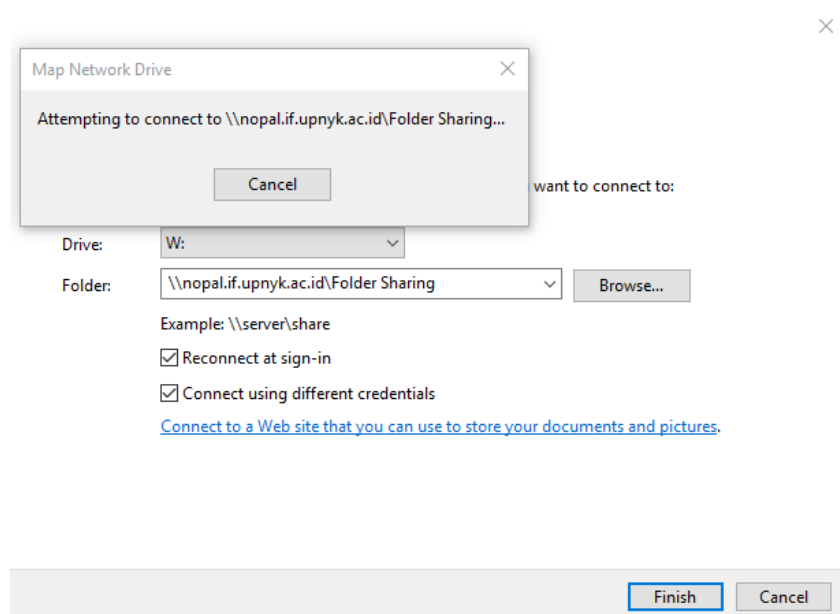 Map Network Drive
Attempting to connect to \\nopal.if.upnyk.ac.id\Folder Sharing...
Cancel
want to connect to:
Drive:
W:
Folder:
\\nopal.if.upnyk.ac.id\Folder Sharing
Browse...
Example: \\server\share
Reconnect at sign-in
Connect using different credentials
Connect to a Web site that you can use to store your documents and pictures.
Finish
Cancel